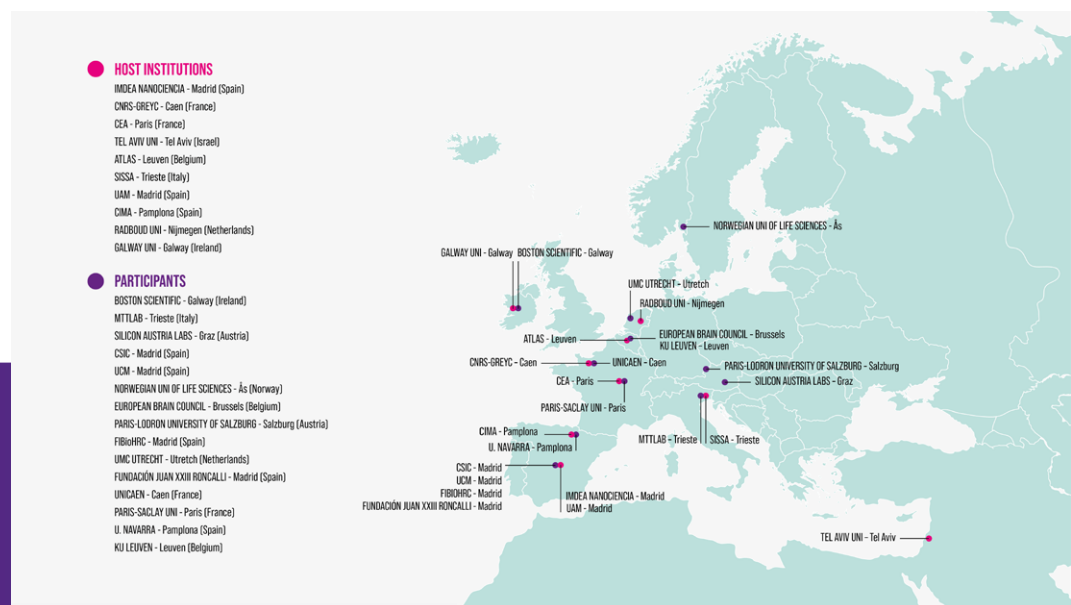 HOST INSTITUTIONS
IMDEA NANOCIENCIA - Madrid (Spain)
CNRS-GREYC - Caen (France)
CEA - Paris (France)
TEL AVIV UNI - Tel Aviv (Israel)
ATLAS - Leuven (Belgium)
SISSA - Trieste (Italy)
UAM - Madrid (Spain)
CIMA - Pamplona (Spain)
RADBOUD UNI - Nijmegen (Netherlands)
GALWAY UNI - Galway (Ireland)
PARTICIPANTS
BOSTON SCIENTIFIC - Galway (Ireland)
MTTLAB - Trieste (Italy)
SILICON AUSTRIA LABS - Graz (Austria)
CSIC - Madrid (Spain)
UCM - Madrid (Spain)
NORWEGIAN UNI OF LIFE SCIENCES - Ås (Norway)
EUROPEAN BRAIN COUNCIL - Brussels (Belgium)
PARIS-LODRON UNIVERSITY OF SALZBURG - Salzburg (Austria)
FIBioHRC - Madrid (Spain)
UMC UTRECHT - Utretch (Netherlands)
FUNDACIÓN JUAN XXIII RONCALLI - Madrid (Spain)
UNICAEN - Caen (France)
PARIS-SACLAY UNI - Paris (France)
U. NAVARRA - Pamplona (Spain)
KU LEUVEN - Leuven (Belgium)
NORWEGIAN UNI OF LIFE SCIENCES - Ås
GALWAY UNI - Galway
BOSTON SCIENTIFIC - Galway
UMC UTRECHT - Utretch
RADBOUD UNI - Nijmegen
ATLAS - Leuven
EUROPEAN BRAIN COUNCIL - Brussels
KU LEUVEN - Leuven
CNRS-GREYC - Caen
UNICAEN - Caen
PARIS-LODRON UNIVERSITY OF SALZBURG - Salzburg
CEA - Paris
SILICON AUSTRIA LABS - Graz
PARIS-SACLAY UNI - Paris
CIMA - Pamplona
U. NAVARRA - Pamplona
MTTLAB - Trieste
SISSA - Trieste
CSIC - Madrid
UCM - Madrid
FIBIOHRC - Madrid
FUNDACIÓN JUAN XXIII RONCALLI - Madrid
IMDEA NANOCIENCIA - Madrid
UAM - Madrid
TEL AVIV UNI - Tel Aviv